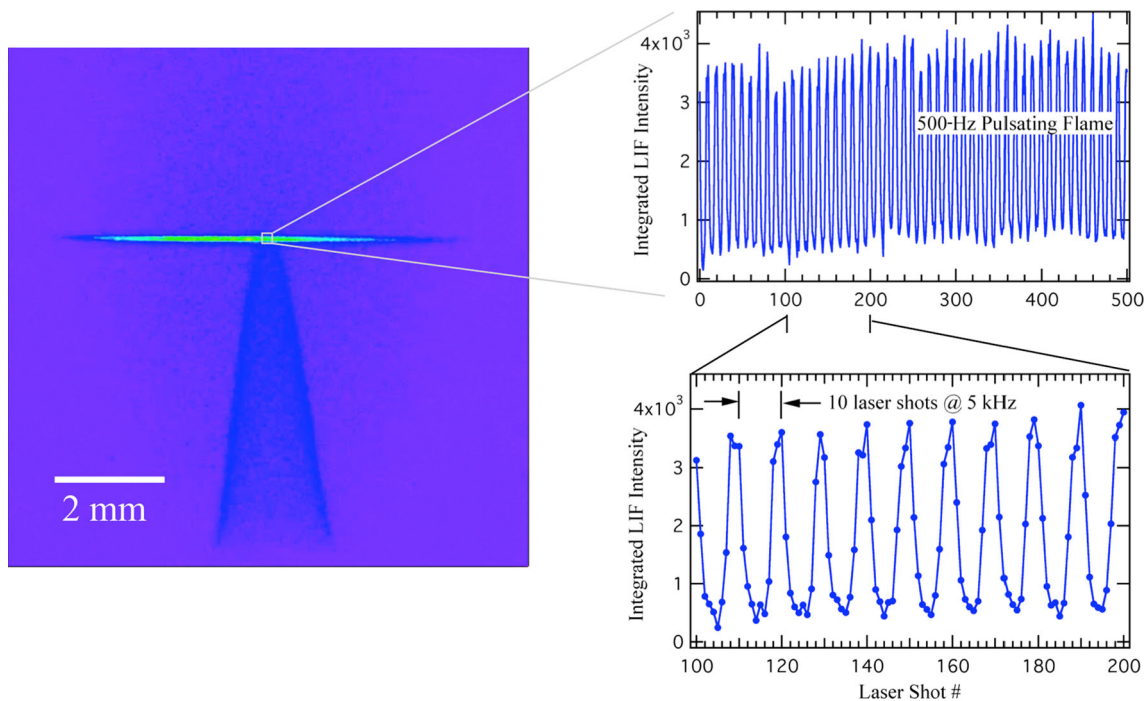 2 mm
Integrated LIF Intensity
4x10³
3
2
1
0
500-Hz Pulsating Flame
0 100 200 300 400 500
Integrated LIF Intensity
4x10³
3
2
1
0
10 laser shots @ 5 kHz
100 120 140 160 180 200
Laser Shot #